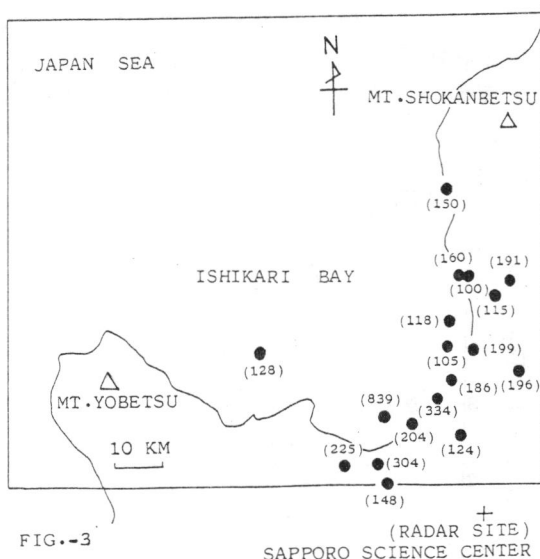 JAPAN SEA
N
MT.SHOKANBETSU
(150)
ISHIKARI BAY
(160)
(191)
(100)
(115)
(118)
(105)
(199)
(128)
(186)
(196)
MT.YOBETSU
(839)
(334)
10 KM
(204)
(124)
(225)
(304)
(148)
FIG.-3
(RADAR SITE)
SAPPORO SCIENCE CENTER